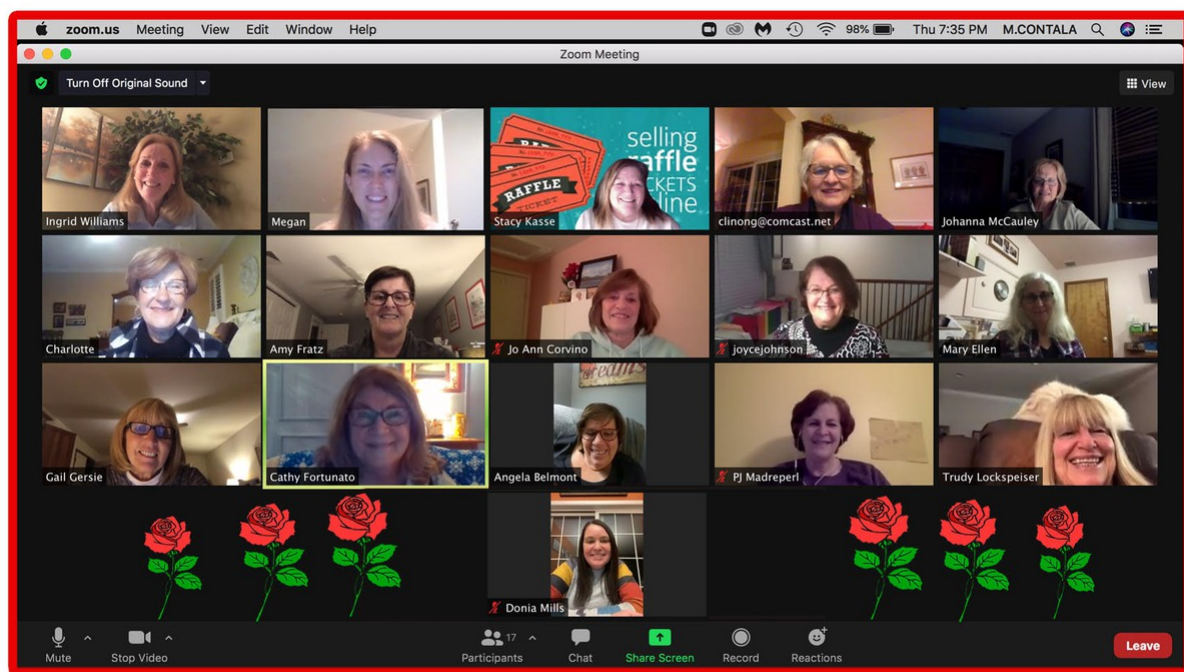 zoom.us Meeting View Edit Window Help 98% Thu 7:35 PM M.CONTALA
Zoom Meeting
Turn Off Original Sound View
selling
raffle
CKETS
line
RAFFLE
TICKET
Ingrid Williams Megan Stacy Kasse clinong@comcast.net Johanna McCauley
Charlotte Amy Fratz Jo Ann Corvino joycejohnson Mary Ellen
dreams
Gail Gersie Cathy Fortunato Angela Belmont PJ Madreperl Trudy Lockspeiser
Donia Mills
17
Mute Stop Video Participants Chat Share Screen Record Reactions Leave